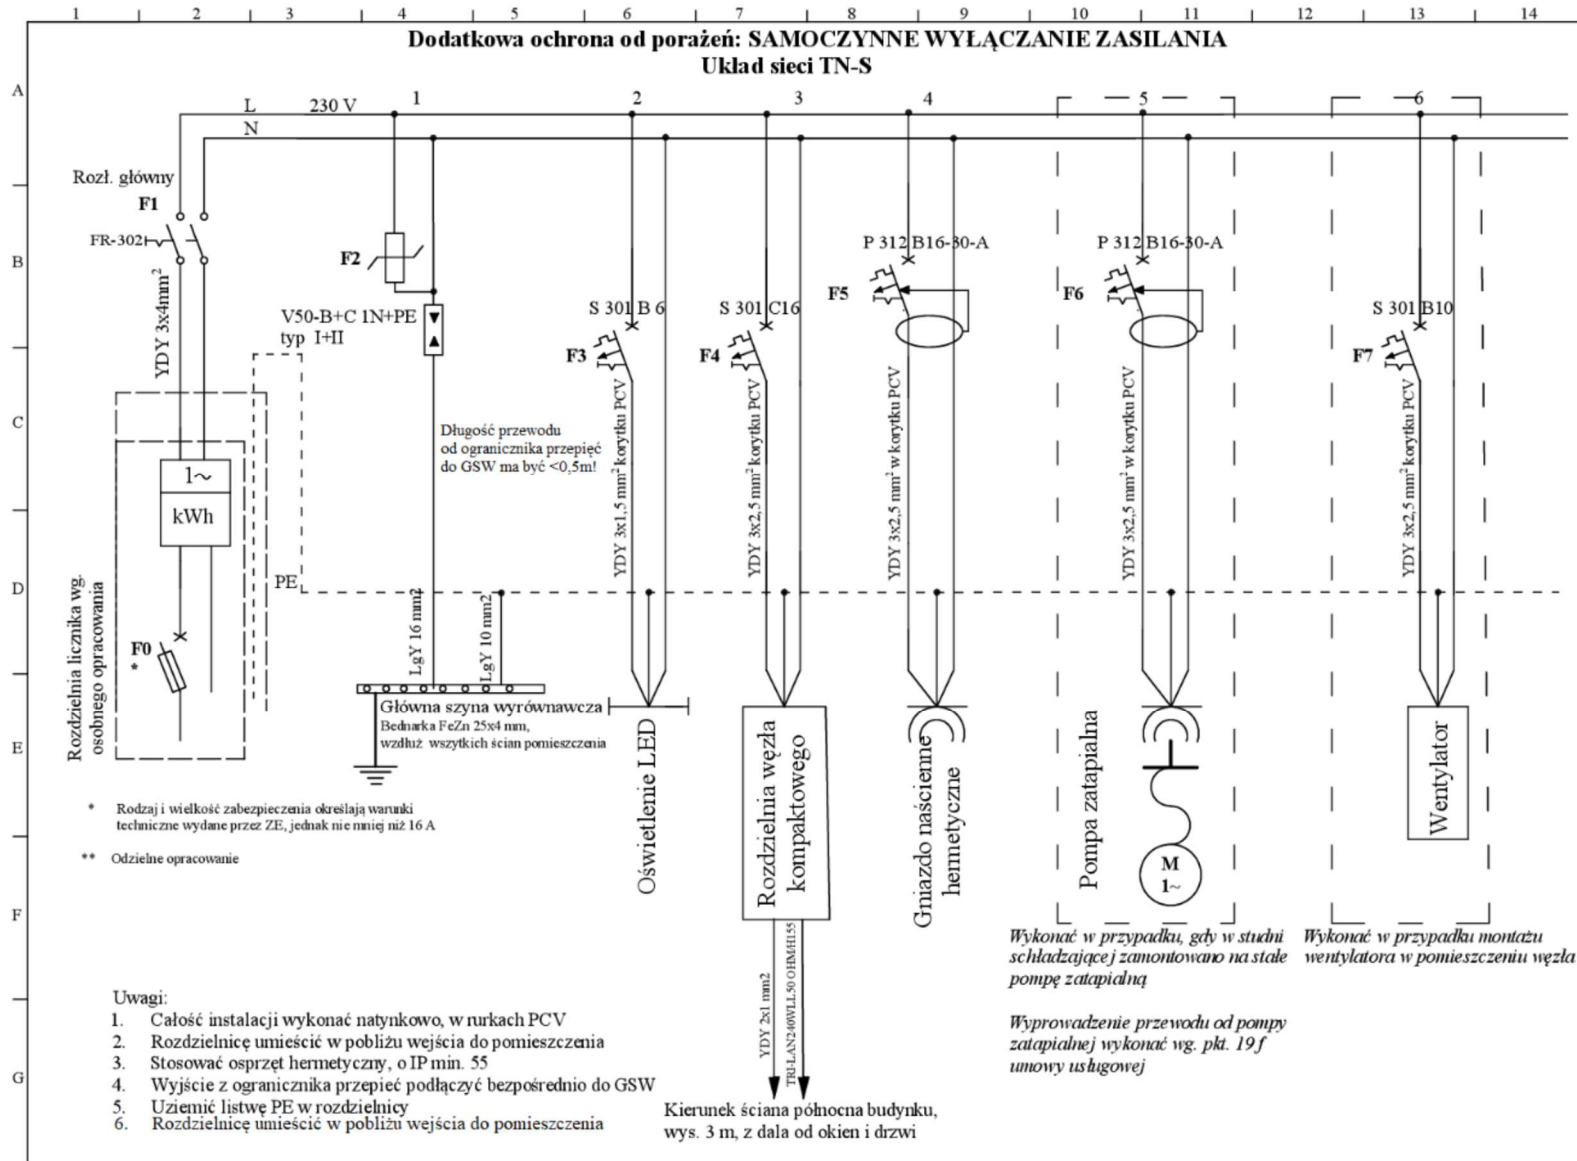 1 2 3 4 5 6 7 8 9 10 11 12 13 14
Dodatkowa ochrona od porażeń: SAMOCZYNNE WYŁĄCZANIE ZASILANIA
Układ sieci TN-S
A
B
C
D
E
F
G
L 230 V
N
1 2 3 4 5 6
Rozł. główny
F1
FR-302
YDY 3x4mm²
F2
V50-B+C 1N+PE
typ I+II
Długość przewodu
od ogranicznika przepięć
do GSW ma być <0,5m!
S 301 B 6
F3
YDY 3x1,5 mm² korytku PCV
S 301 C16
F4
YDY 3x2,5 mm² korytku PCV
P 312 B16-30-A
F5
YDY 3x2,5 mm² w korytku PCV
P 312 B16-30-A
F6
YDY 3x2,5 mm² w korytku PCV
S 301 B10
F7
YDY 3x2,5 mm² korytku PCV
1~
kWh
F0
*
Rozdzielnia licznika wg.
osobnego opracowania
PE
LgY 16 mm2
LgY 10 mm2
Główna szyna wyrównawcza
Bednarka FeZn 25x4 mm,
wzdłuż wszytkich ścian pomieszczenia
Oświetlenie LED
Rozdzielnia węzła
kompaktowego
Gniazdo naścienne
hermetyczne
Pompa zatapialna
M
1~
Wentylator
* Rodzaj i wielkość zabezpieczenia określają warunki
techniczne wydane przez ZE, jednak nie mniej niż 16 A
** Odzielne opracowanie
Wykonać w przypadku, gdy w studni
schładzającej zamontowano na stałe
pompę zatapialną
Wyprowadzenie przewodu od pompy
zatapialnej wykonać wg. pkt. 19 f
umowy usługowej
Wykonać w przypadku montażu
wentylatora w pomieszczeniu węzła
YDY 2x1 mm2
TRI-LAN240WLL50 OHM/H155
Kierunek ściana północna budynku,
wys. 3 m, z dala od okien i drzwi
Uwagi:
1. Całość instalacji wykonać natynkowo, w rurkach PCV
2. Rozdzielnicę umieścić w pobliżu wejścia do pomieszczenia
3. Stosować osprzęt hermetyczny, o IP min. 55
4. Wyjście z ogranicznika przepieć podłączyć bezpośrednio do GSW
5. Uziemić listwę PE w rozdzielnicy
6. Rozdzielnicę umieścić w pobliżu wejścia do pomieszczenia